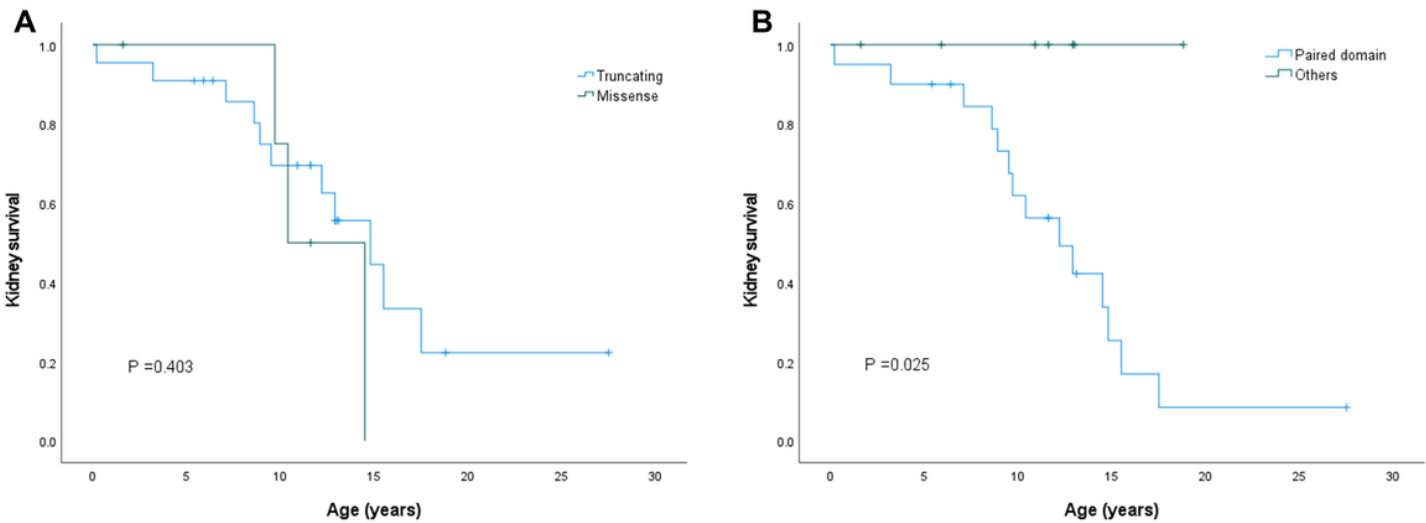 A
Kidney survival
1.0
0.8
0.6
0.4
0.2
0.0
Truncating
Missense
P =0.403
0 5 10 15 20 25 30
Age (years)
B
Kidney survival
1.0
0.8
0.6
0.4
0.2
0.0
Paired domain
Others
P =0.025
0 5 10 15 20 25 30
Age (years)